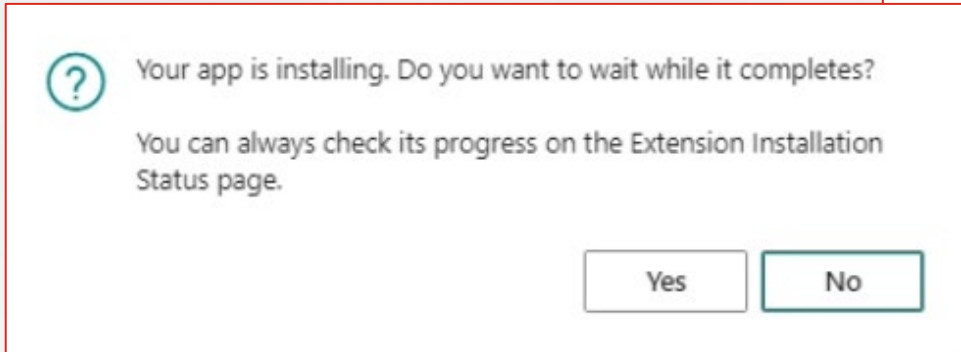 ?
Your app is installing. Do you want to wait while it completes?
You can always check its progress on the Extension Installation
Status page.
Yes
No